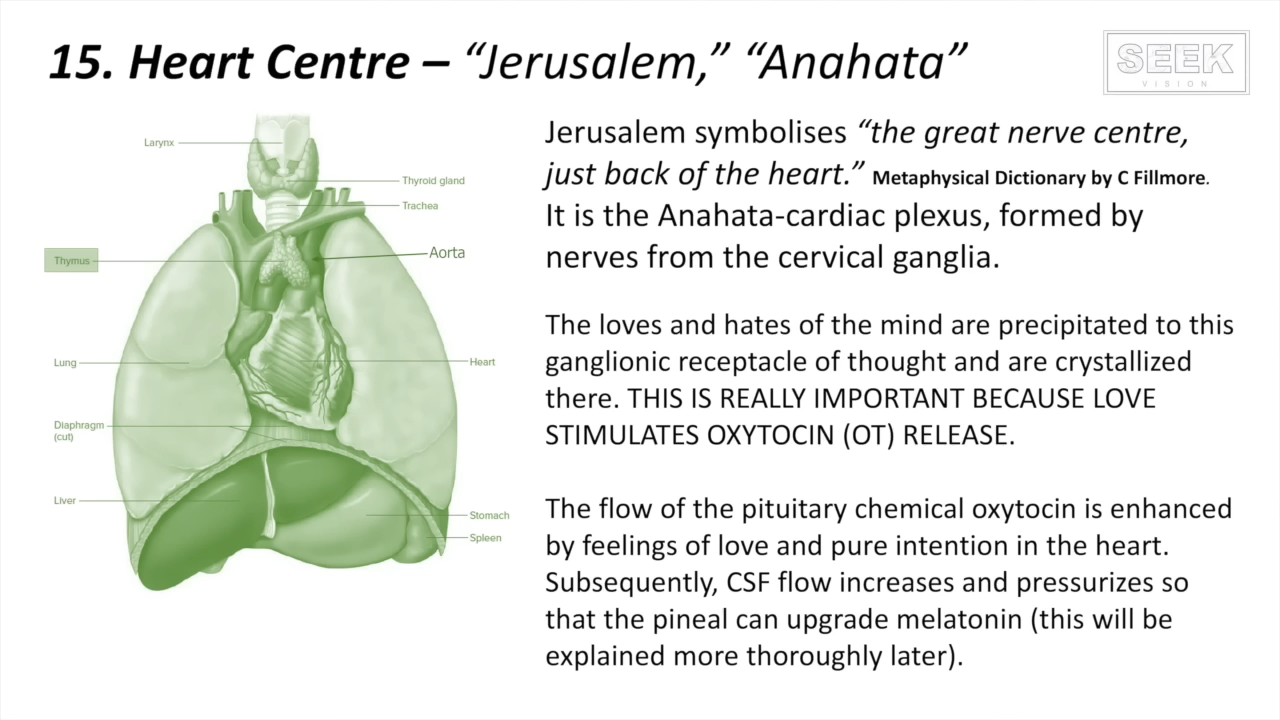 15. Heart Centre – “Jerusalem,” “Anahata”
SEEK
VISION
Larynx
Thyroid gland
Trachea
Aorta
Thymus
Lung
Heart
Diaphragm
(cut)
Liver
Stomach
Spleen
Jerusalem symbolises “the great nerve centre,
just back of the heart.” Metaphysical Dictionary by C Fillmore.
It is the Anahata-cardiac plexus, formed by
nerves from the cervical ganglia.
The loves and hates of the mind are precipitated to this
ganglionic receptacle of thought and are crystallized
there. THIS IS REALLY IMPORTANT BECAUSE LOVE
STIMULATES OXYTOCIN (OT) RELEASE.
The flow of the pituitary chemical oxytocin is enhanced
by feelings of love and pure intention in the heart.
Subsequently, CSF flow increases and pressurizes so
that the pineal can upgrade melatonin (this will be
explained more thoroughly later).